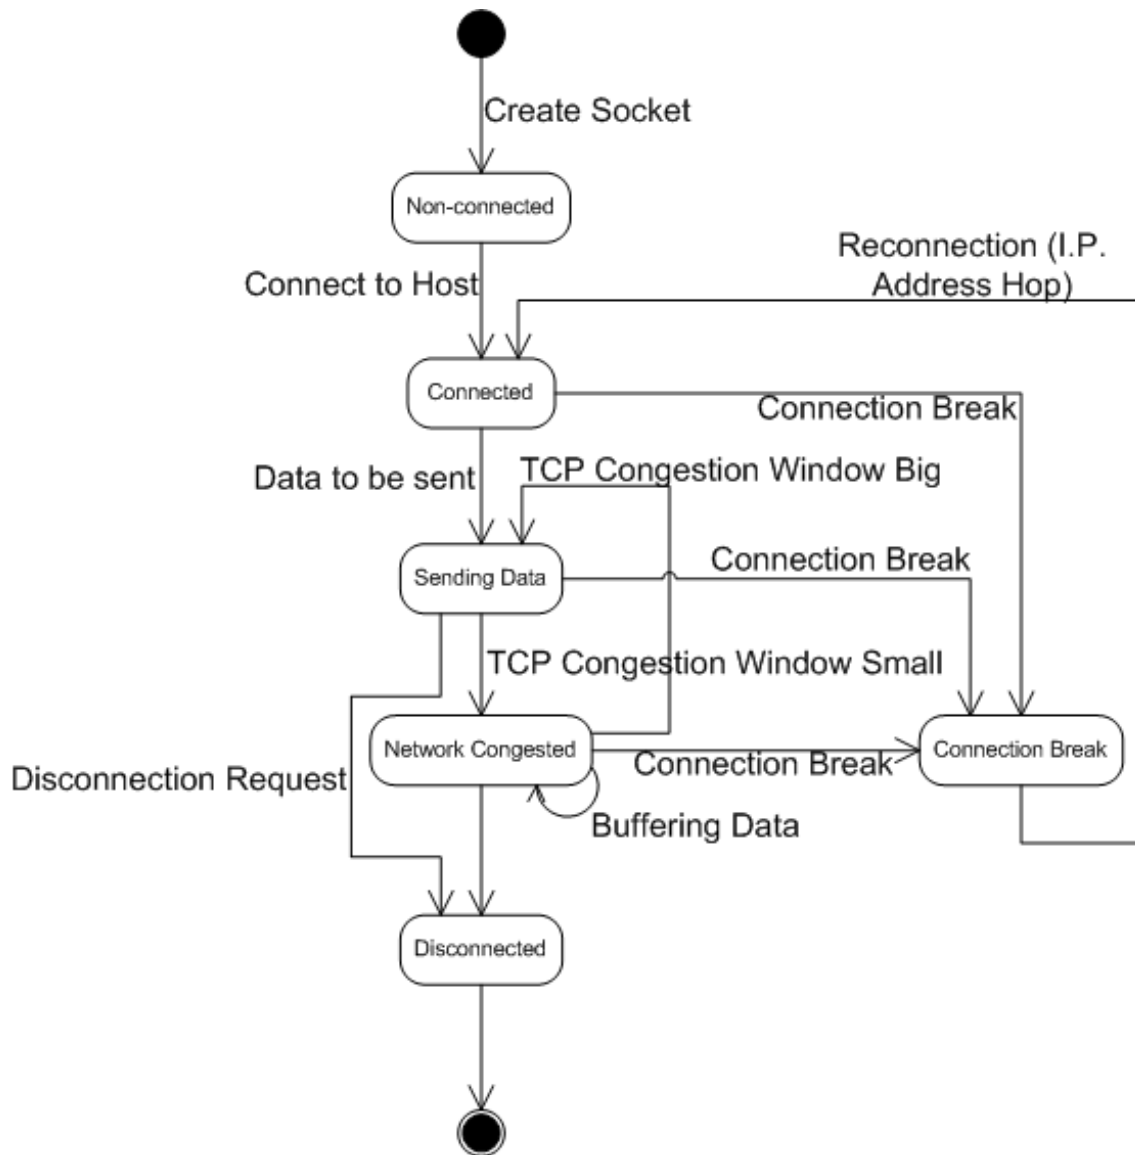 Create Socket
Non-connected
Reconnection (I.P.
Address Hop)
Connect to Host
Connected
Connection Break
Data to be sent
TCP Congestion Window Big
Connection Break
Sending Data
TCP Congestion Window Small
Network Congested
Connection Break
Connection Break
Disconnection Request
Buffering Data
Disconnected